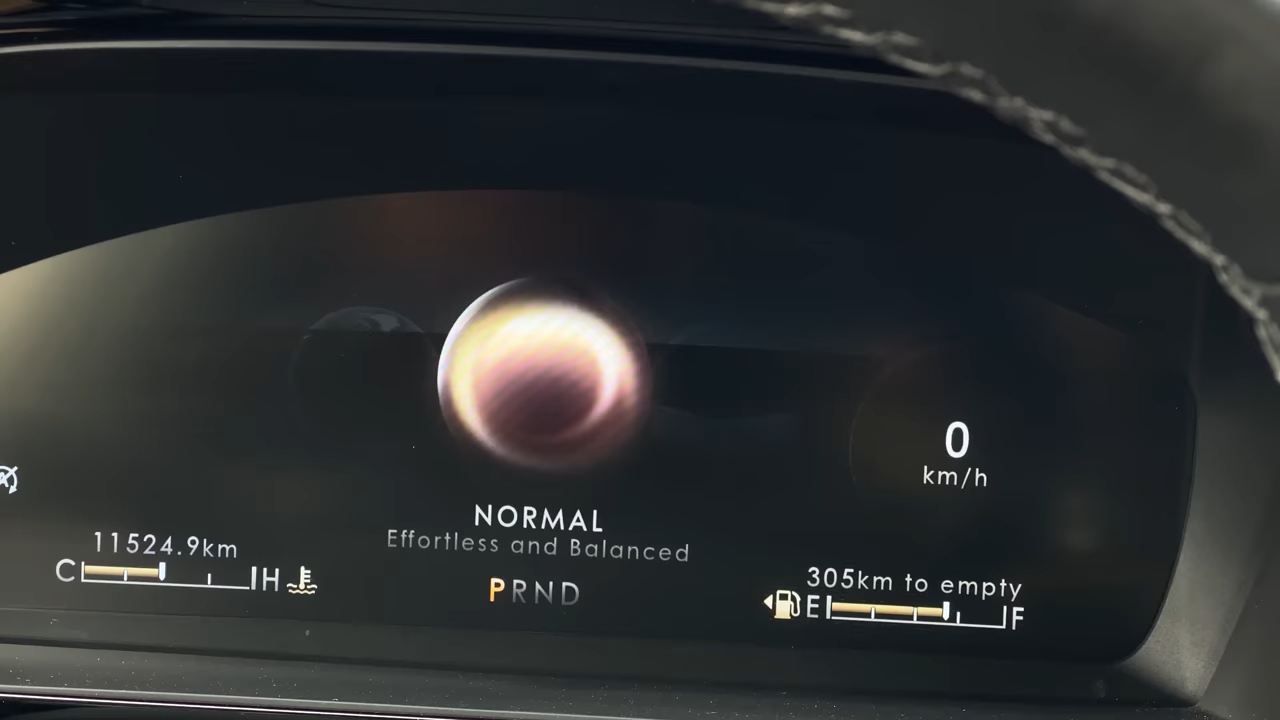 0
km/h
NORMAL
Effortless and Balanced
11524.9km
C H
PRND
305km to empty
E F